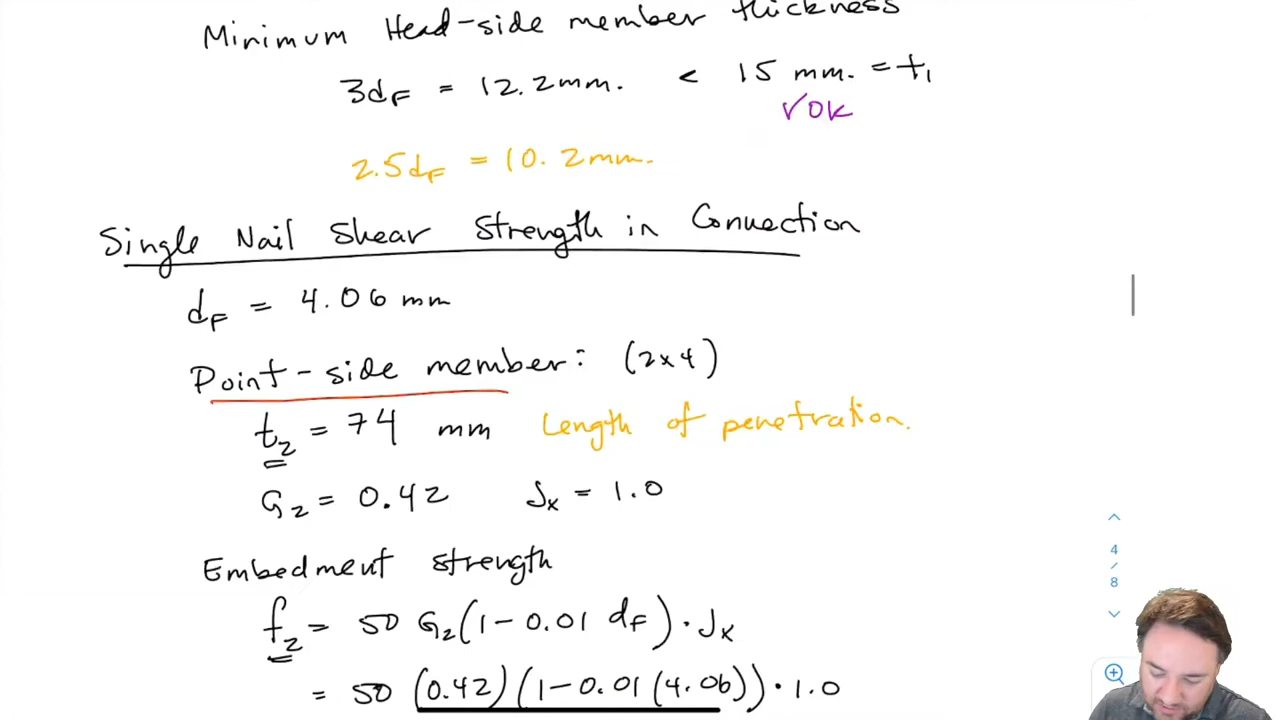 Minimum Head-side member thickness
3dF = 12.2mm. < 15 mm. = t1
✓OK
2.5dF = 10.2mm.
Single Nail Shear Strength in Connection
dF = 4.06 mm
Point-side member: (2x4)
t2 = 74 mm Length of penetration.
G2 = 0.42 Jx = 1.0
Embedment strength
f2 = 50 G2(1-0.01 dF)·Jx
= 50 (0.42)(1-0.01(4.06))·1.0
4
/
8